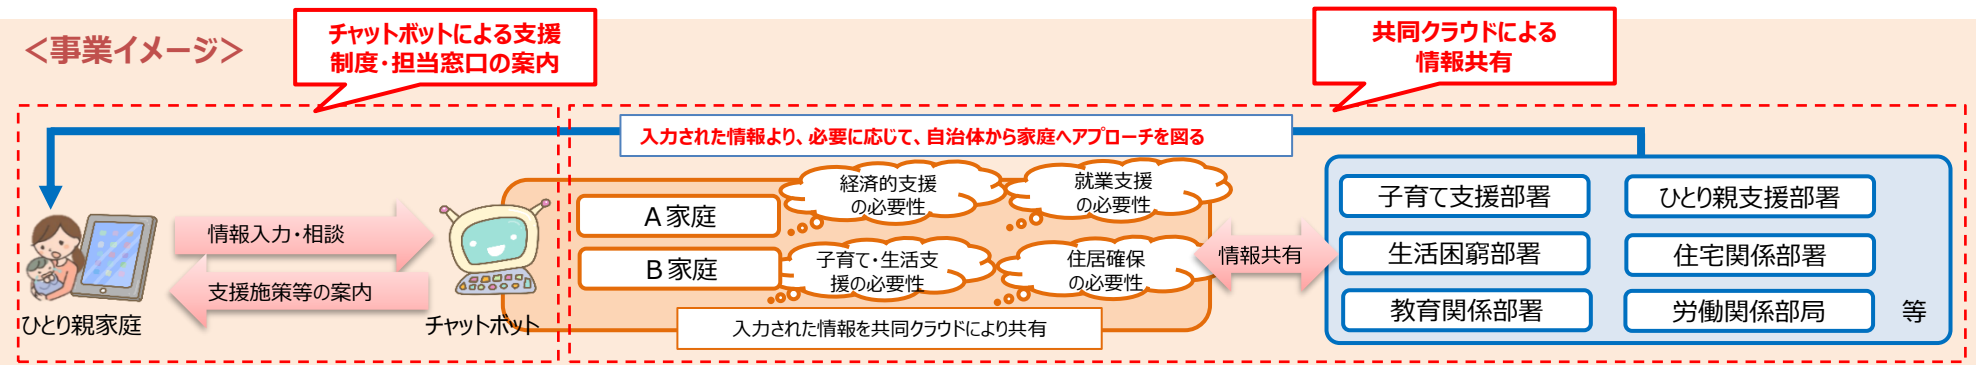 ＜事業イメージ＞
チャットボットによる支援
制度・担当窓口の案内
共同クラウドによる
情報共有
入力された情報より、必要に応じて、自治体から家庭へアプローチを図る
ひとり親家庭
情報入力・相談
支援施策等の案内
チャットボット
Ａ家庭
経済的支援
の必要性
就業支援
の必要性
Ｂ家庭
子育て・生活支
援の必要性
住居確保
の必要性
入力された情報を共同クラウドにより共有
情報共有
子育て支援部署
ひとり親支援部署
生活困窮部署
住宅関係部署
教育関係部署
労働関係部局
等